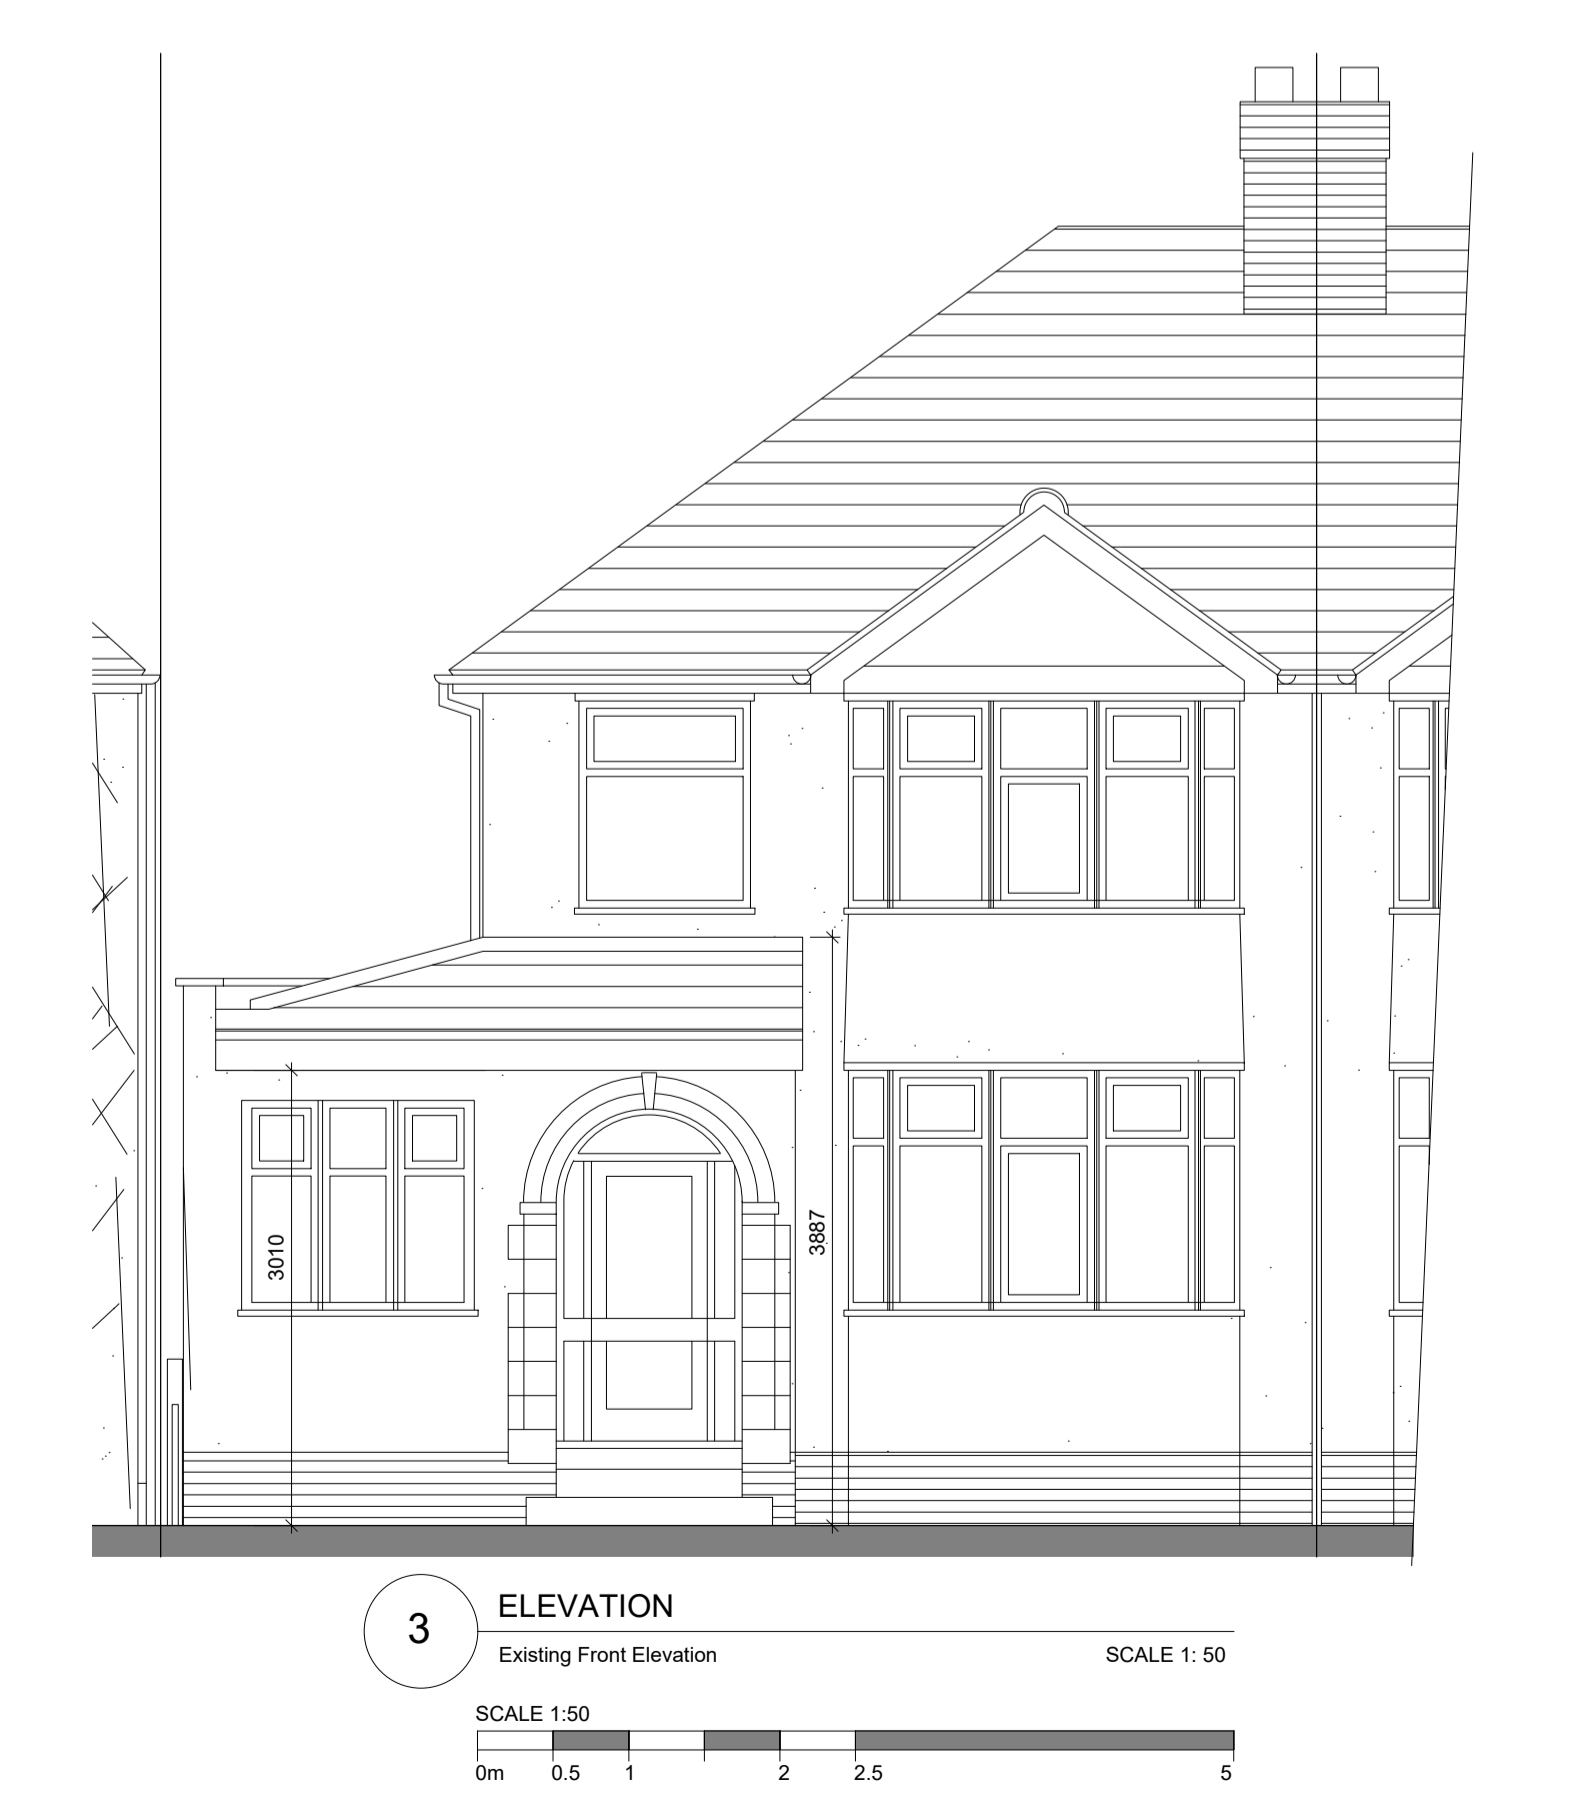 3010
3887
3
ELEVATION
Existing Front Elevation
SCALE 1: 50
SCALE 1:50
0m 0.5 1 2 2.5 5